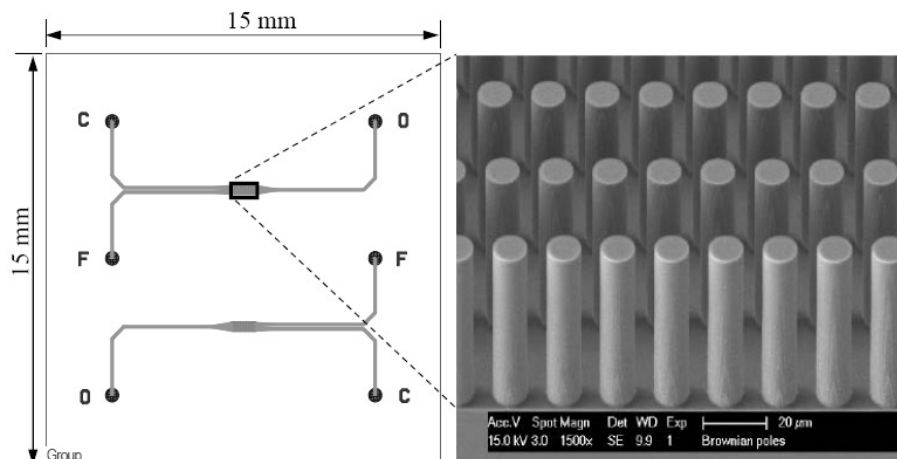 15 mm
15 mm
C
O
F
F
O
C
Group
Acc.V Spot Magn Det WD Exp 20 µm
15.0 kV 3.0 1500x SE 9.9 1 Brownian poles